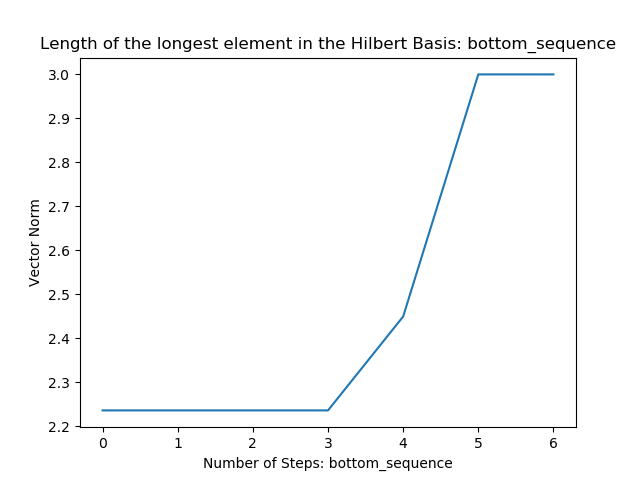 Length of the longest element in the Hilbert Basis: bottom_sequence
3.0
2.9
2.8
2.7
2.6
2.5
2.4
2.3
2.2
Vector Norm
0 1 2 3 4 5 6
Number of Steps: bottom_sequence